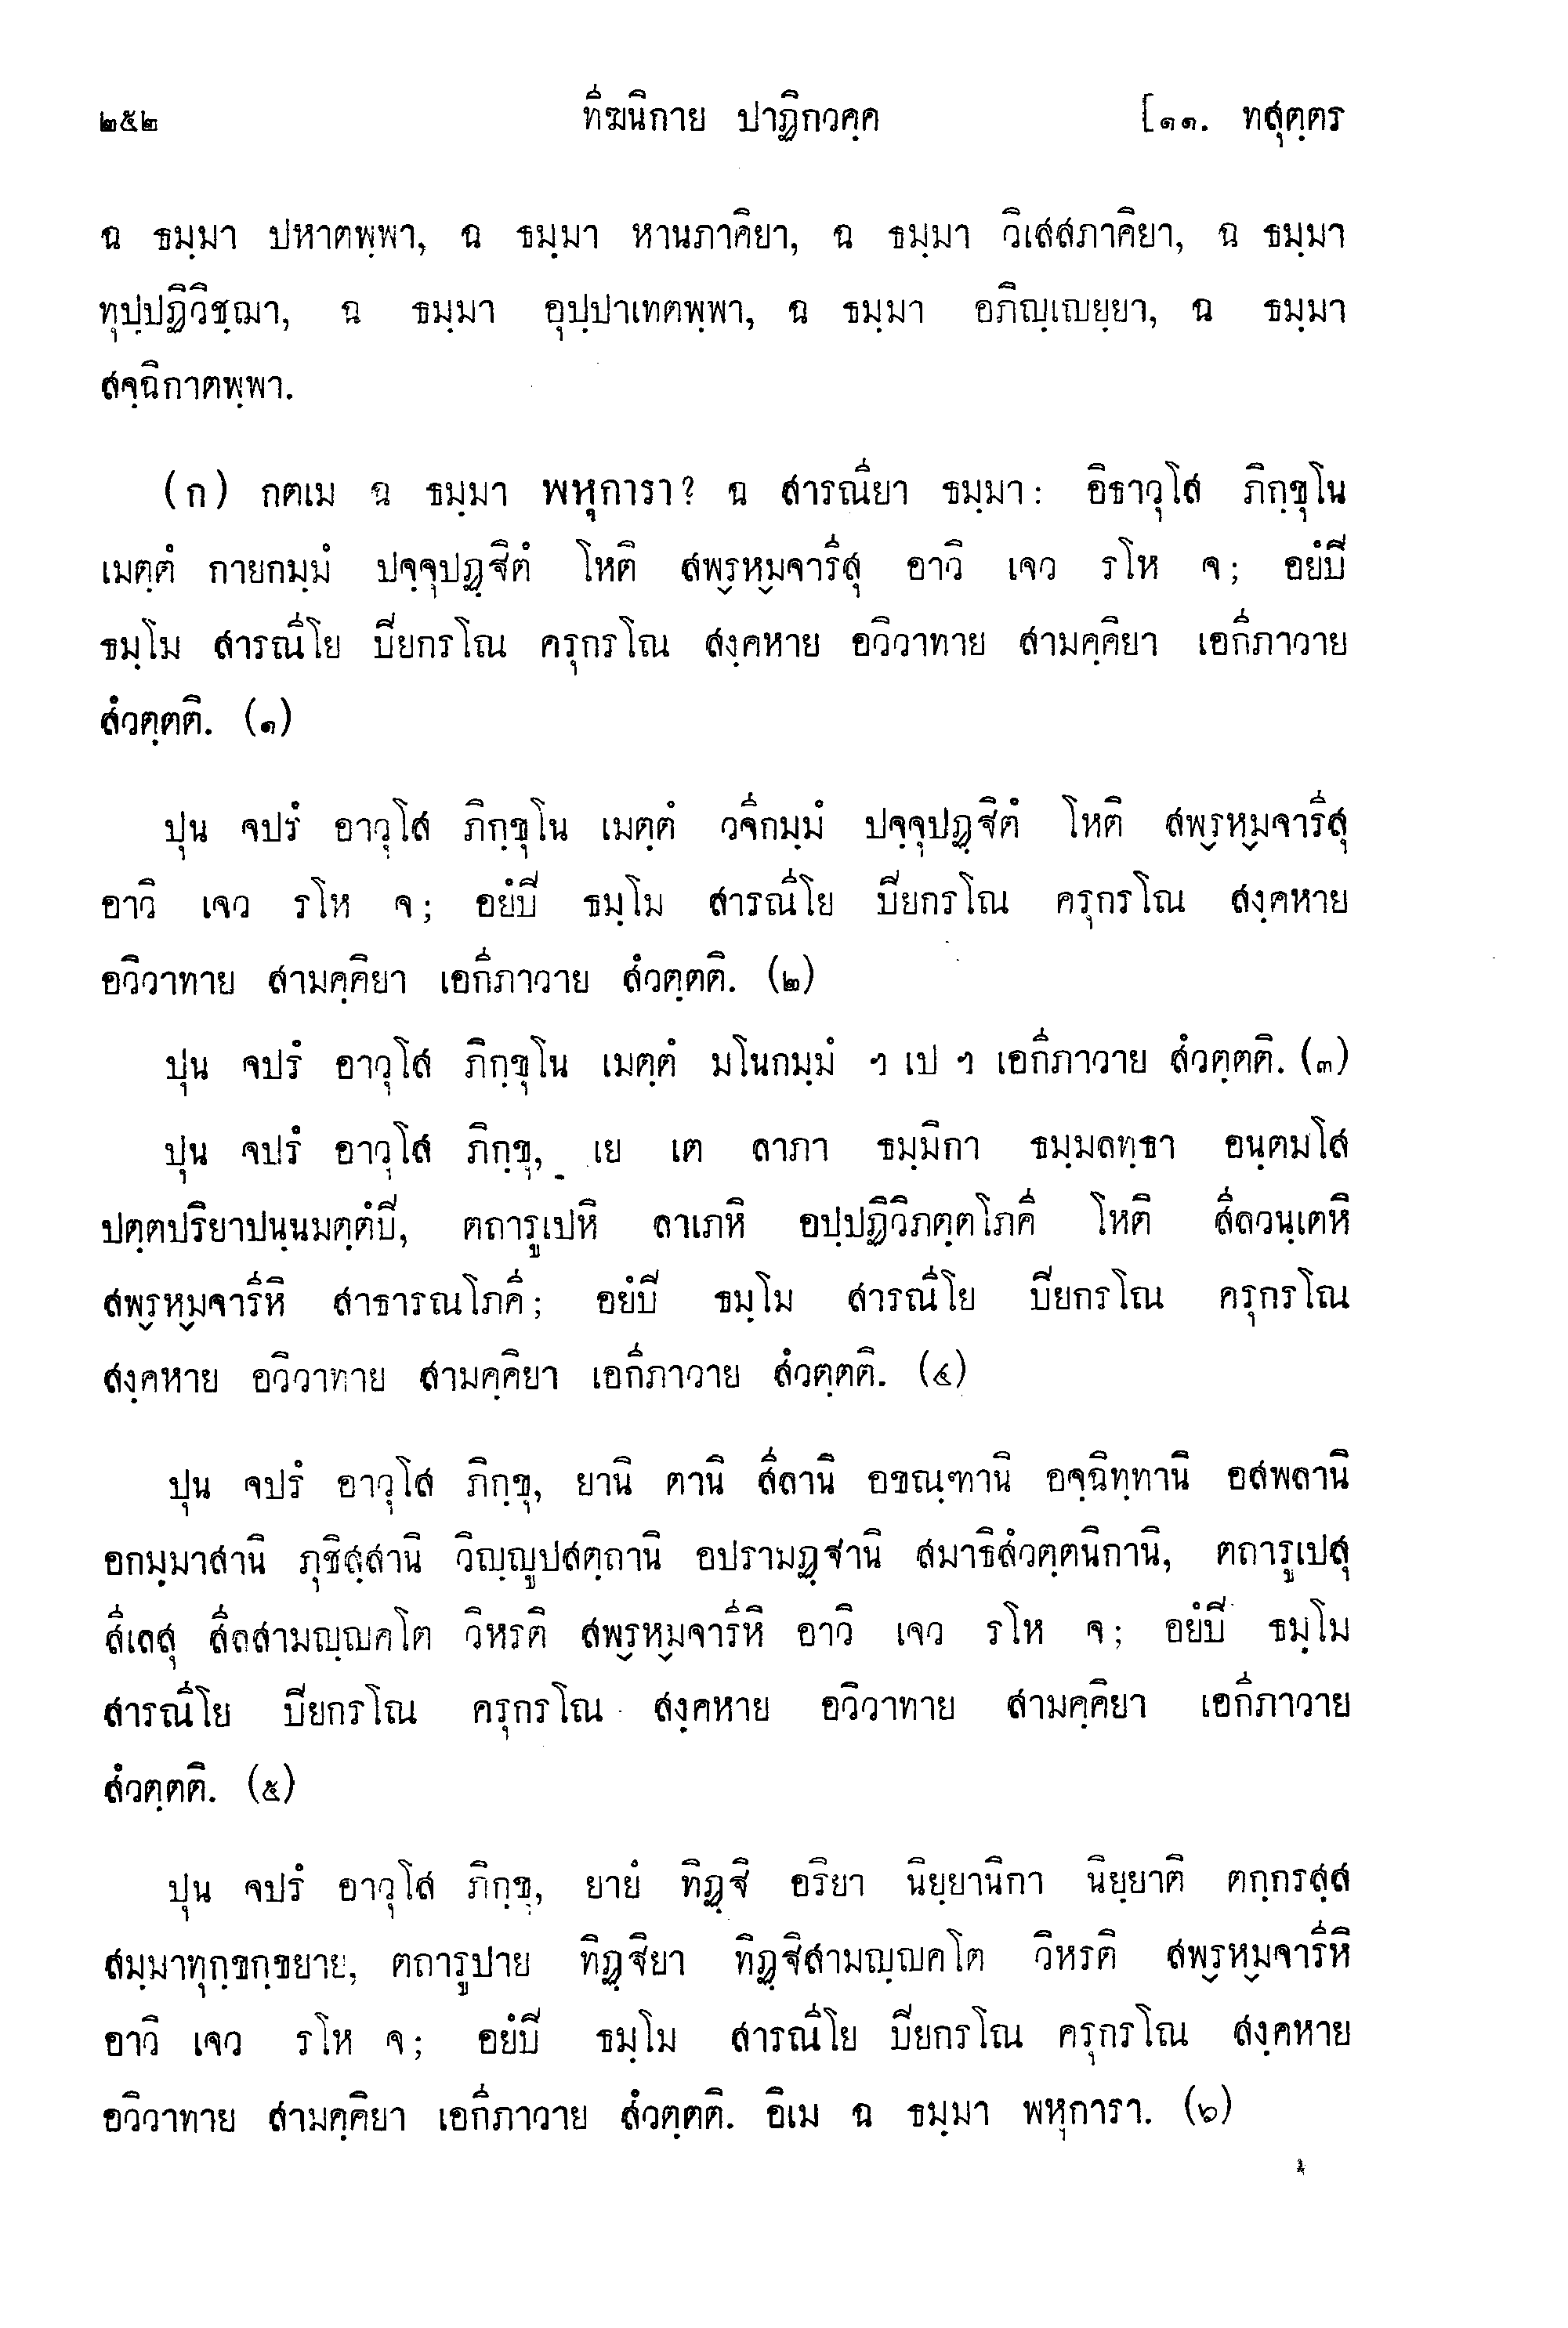 ๒๕๒ ทีฆนิกาย ปาฏิกวคฺค [๑๑. ทสุตฺตร
ฉ ธมฺมา ปหาตพฺพา, ฉ ธมฺมา หานภาคิยา, ฉ ธมฺมา วิเสสภาคิยา, ฉ ธมฺมา
ทุปฺปฏิวิชฺฌา, ฉ ธมฺมา อุปฺปาเทตพฺพา, ฉ ธมฺมา อภิญฺเญยฺยา, ฉ ธมฺมา
สจฺฉิกาตพฺพา.
(ก) กตเม ฉ ธมฺมา พหุการา? ฉ สารณียา ธมฺมา: อิธาวุโส ภิกฺขุโน
เมตฺตํ กายกมฺมํ ปจฺจุปฏฺฐิตํ โหติ สพฺรหฺมจารีสุ อาวิ เจว รโห จ; อยํปี
ธมฺโม สารณีโย ปิยกรโณ ครุกรโณ สงฺคหาย อวิวาทาย สามคฺคิยา เอกีภาวาย
สํวตฺตติ. (๑)
ปุน จปรํ อาวุโส ภิกฺขุโน เมตฺตํ วจีกมฺมํ ปจฺจุปฏฺฐิตํ โหติ สพฺรหฺมจารีสุ
อาวิ เจว รโห จ; อยํปิ ธมฺโม สารณีโย ปิยกรโณ ครุกรโณ สงฺคหาย
อวิวาทาย สามคฺคิยา เอกีภาวาย สํวตฺตติ. (๒)
ปุน จปรํ อาวุโส ภิกฺขุโน เมตฺตํ มโนกมฺมํ ฯ เป ฯ เอกีภาวาย สํวตฺตติ. (๓)
ปุน จปรํ อาวุโส ภิกฺขุ, เย เต ลาภา ธมฺมิกา ธมฺมลทฺธา อนฺตมโส
ปตฺตปริยาปนฺนมตฺตํปิ, ตถารูเปหิ ลาเภหิ อปฺปฏิวิภตฺตโภคี โหติ สีลวนฺเตหิ
สพฺรหฺมจารีหิ สาธารณโภคี; อยํปิ ธมฺโม สารณีโย ปิยกรโณ ครุกรโณ
สงฺคหาย อวิวาทาย สามคฺคิยา เอกีภาวาย สํวตฺตติ. (๔)
ปุน จปรํ อาวุโส ภิกฺขุ, ยานิ ตานิ สีลานิ อขณฺฑานิ อจฺฉิทฺทานิ อสพลานิ
อกมฺมาสานิ ภุชิสฺสานิ วิญฺญูปสตฺถานิ อปรามฏฺฐานิ สมาธิสํวตฺตนิกานิ, ตถารูเปสุ
สีเลสุ สีลสามญฺญคโต วิหรติ สพฺรหฺมจารีหิ อาวิ เจว รโห จ; อยํปิ ธมฺโม
สารณีโย ปิยกรโณ ครุกรโณ สงฺคหาย อวิวาทาย สามคฺคิยา เอกีภาวาย
สํวตฺตติ. (๕)
ปุน จปรํ อาวุโส ภิกฺขุ, ยายํ ทิฏฺฐิ อริยา นิยฺยานิกา นิยฺยาติ ตกฺกรสฺส
สมฺมาทุกฺขกฺขยาย, ตถารูปาย ทิฏฺฐิยา ทิฏฺฐิสามญฺญคโต วิหรติ สพฺรหฺมจารีหิ
อาวิ เจว รโห จ; อยํปิ ธมฺโม สารณีโย ปิยกรโณ ครุกรโณ สงฺคหาย
อวิวาทาย สามคฺคิยา เอกีภาวาย สํวตฺตติ. อิเม ฉ ธมฺมา พหุการา. (๖)